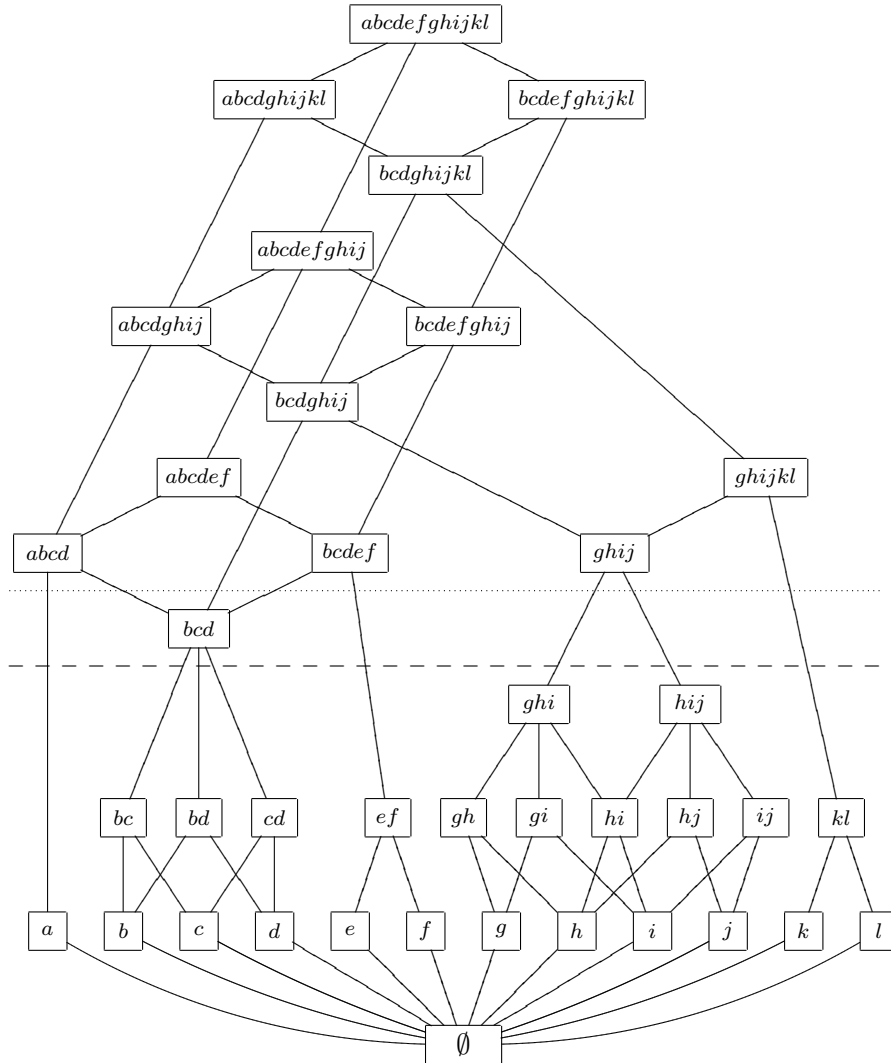 abcdefghijkl
abcdghijkl bcdefghijkl
bcdghijkl
abcdefghij
abcdghij bcdefghij
bcdghij
abcdef ghijkl
abcd bcdef ghij
bcd
ghi hij
bc bd cd ef gh gi hi hj ij kl
a b c d e f g h i j k l
∅